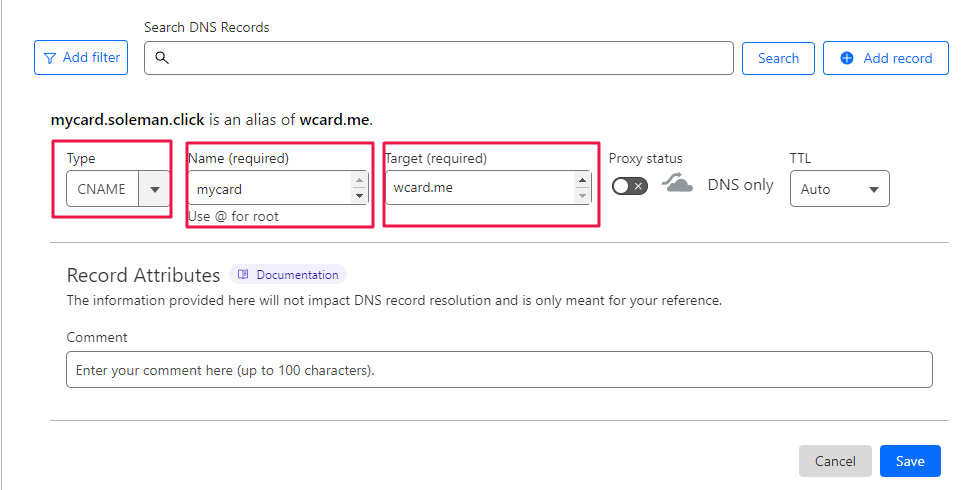 Search DNS Records
Add filter
Search
Add record
mycard.soleman.click is an alias of wcard.me.
Type
Name (required)
Target (required)
Proxy status
TTL
CNAME
mycard
wcard.me
DNS only
Auto
Use @ for root
Record Attributes
Documentation
The information provided here will not impact DNS record resolution and is only meant for your reference.
Comment
Enter your comment here (up to 100 characters).
Cancel
Save